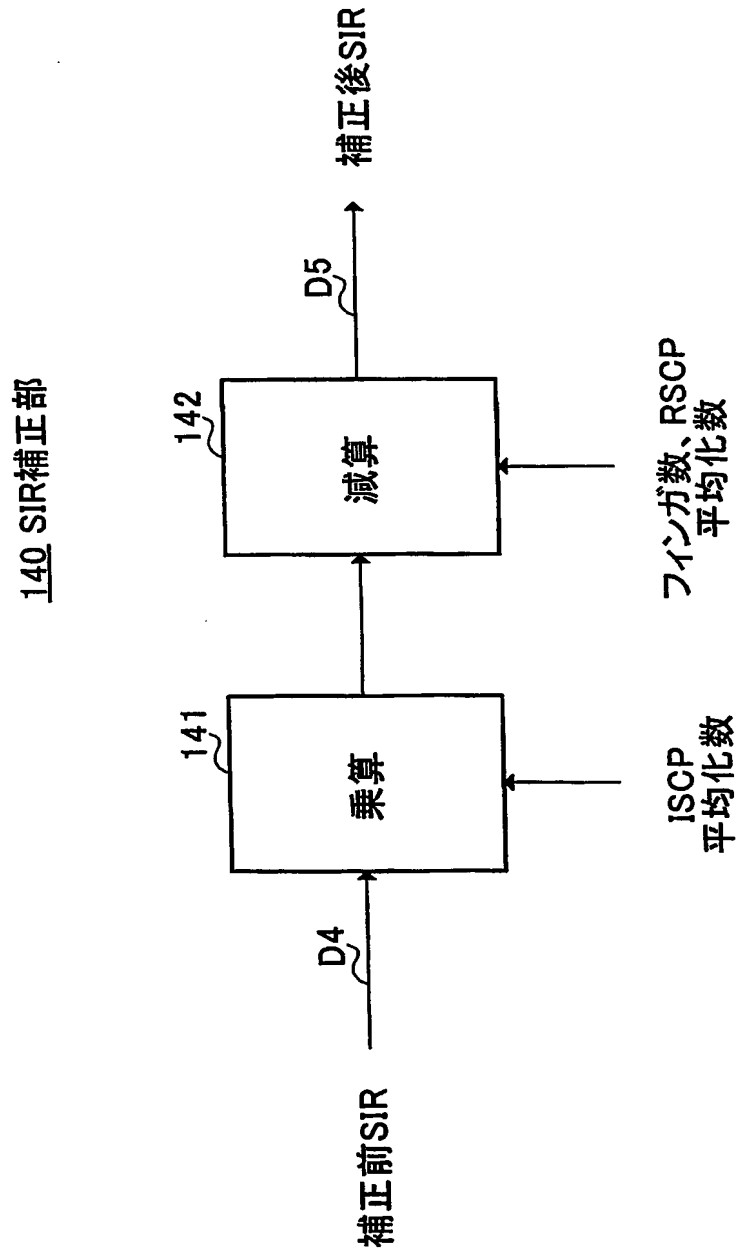 140 SIR補正部
補正前SIR
D4
141
乗算
ISCP
平均化数
142
減算
フィンガ数、RSCP
平均化数
D5
補正後SIR